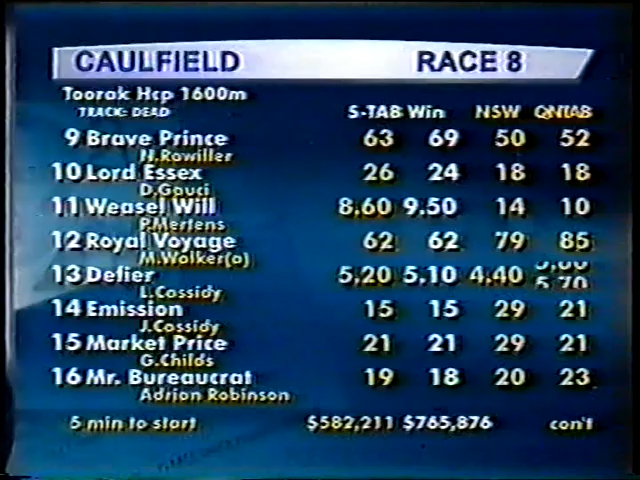 CAULFIELD RACE 8
Toorak Hcp 1600m
TRACK: DEAD S-TAB Win NSW QNTAB
9 Brave Prince 63 69 50 52
N.Rawiller
10 Lord Essex 26 24 18 18
D.Gauci
11 Weasel Will 8.60 9.50 14 10
P.Mertens
12 Royal Voyage 62 62 79 85
M.Walker(a)
13 Defier 5.20 5.10 4.40
L.Cassidy
14 Emission 15 15 29 21
J.Cassidy
15 Market Price 21 21 29 21
G.Childs
16 Mr. Bureaucrat 19 18 20 23
Adrian Robinson
5 min to start $582,211 $765,876 con't